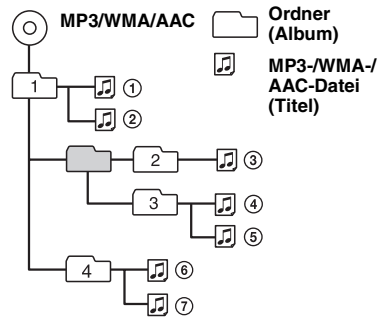 MP3/WMA/AAC
Ordner
(Album)
MP3-/WMA-/
AAC-Datei
(Titel)
1
①
②
2
③
3
④
⑤
4
⑥
⑦